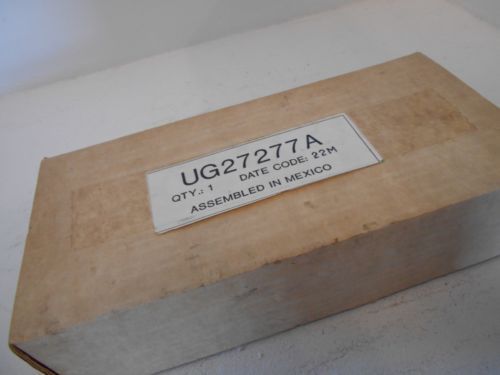 UG27277A
QTY.: 1 DATE CODE: 22M
ASSEMBLED IN MEXICO